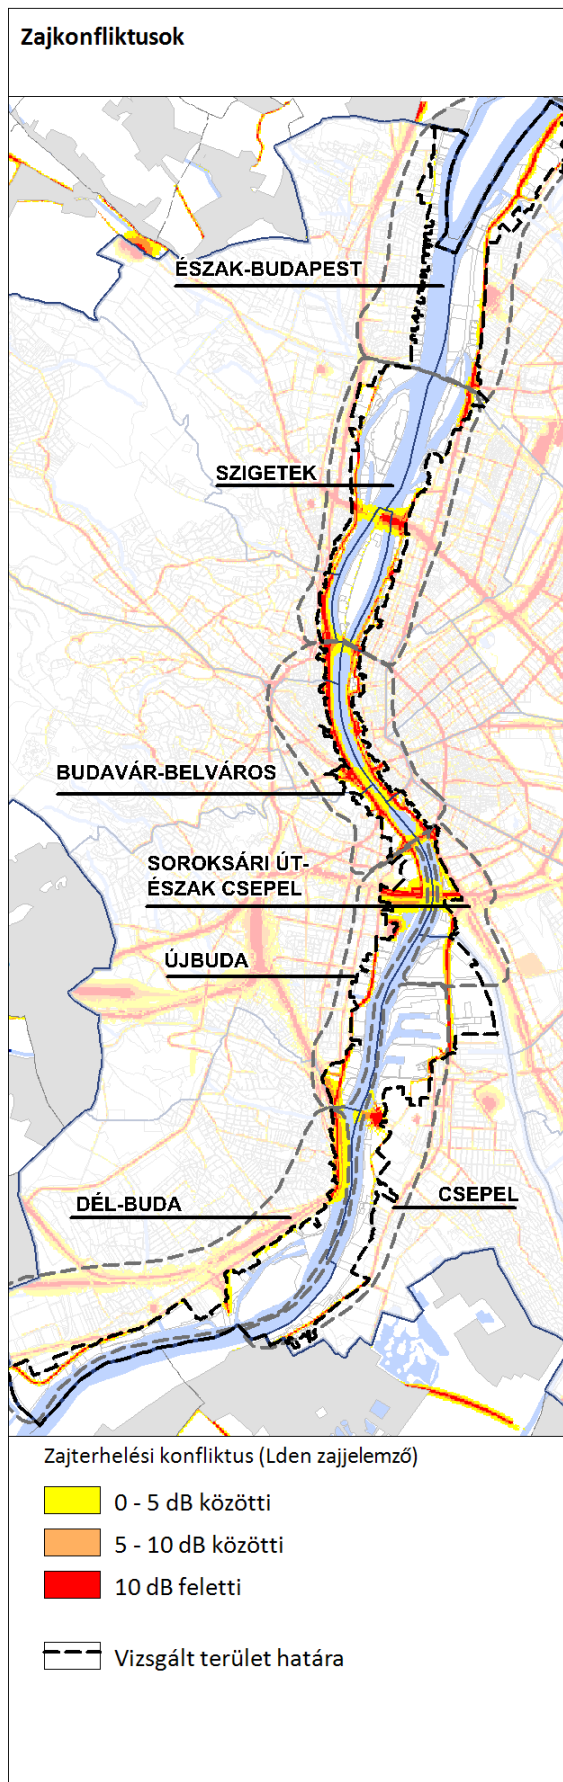 Zajkonfliktusok
ÉSZAK-BUDAPEST
SZIGETEK
BUDAVÁR-BELVÁROS
SOROKSÁRI ÚT-
ÉSZAK CSEPEL
ÚJBUDA
DÉL-BUDA
CSEPEL
Zajterhelési konfliktus (Lden zajjelemző)
0 - 5 dB közötti
5 - 10 dB közötti
10 dB feletti
Vizsgált terület határa